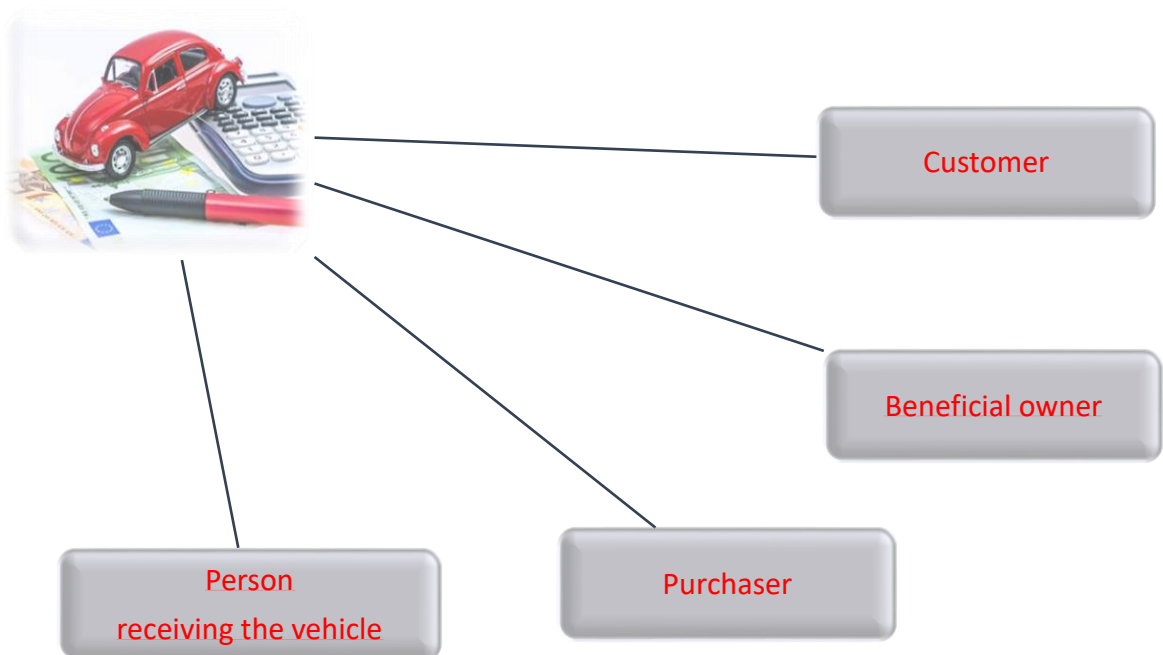 Customer
Beneficial owner
Purchaser
Person
receiving the vehicle